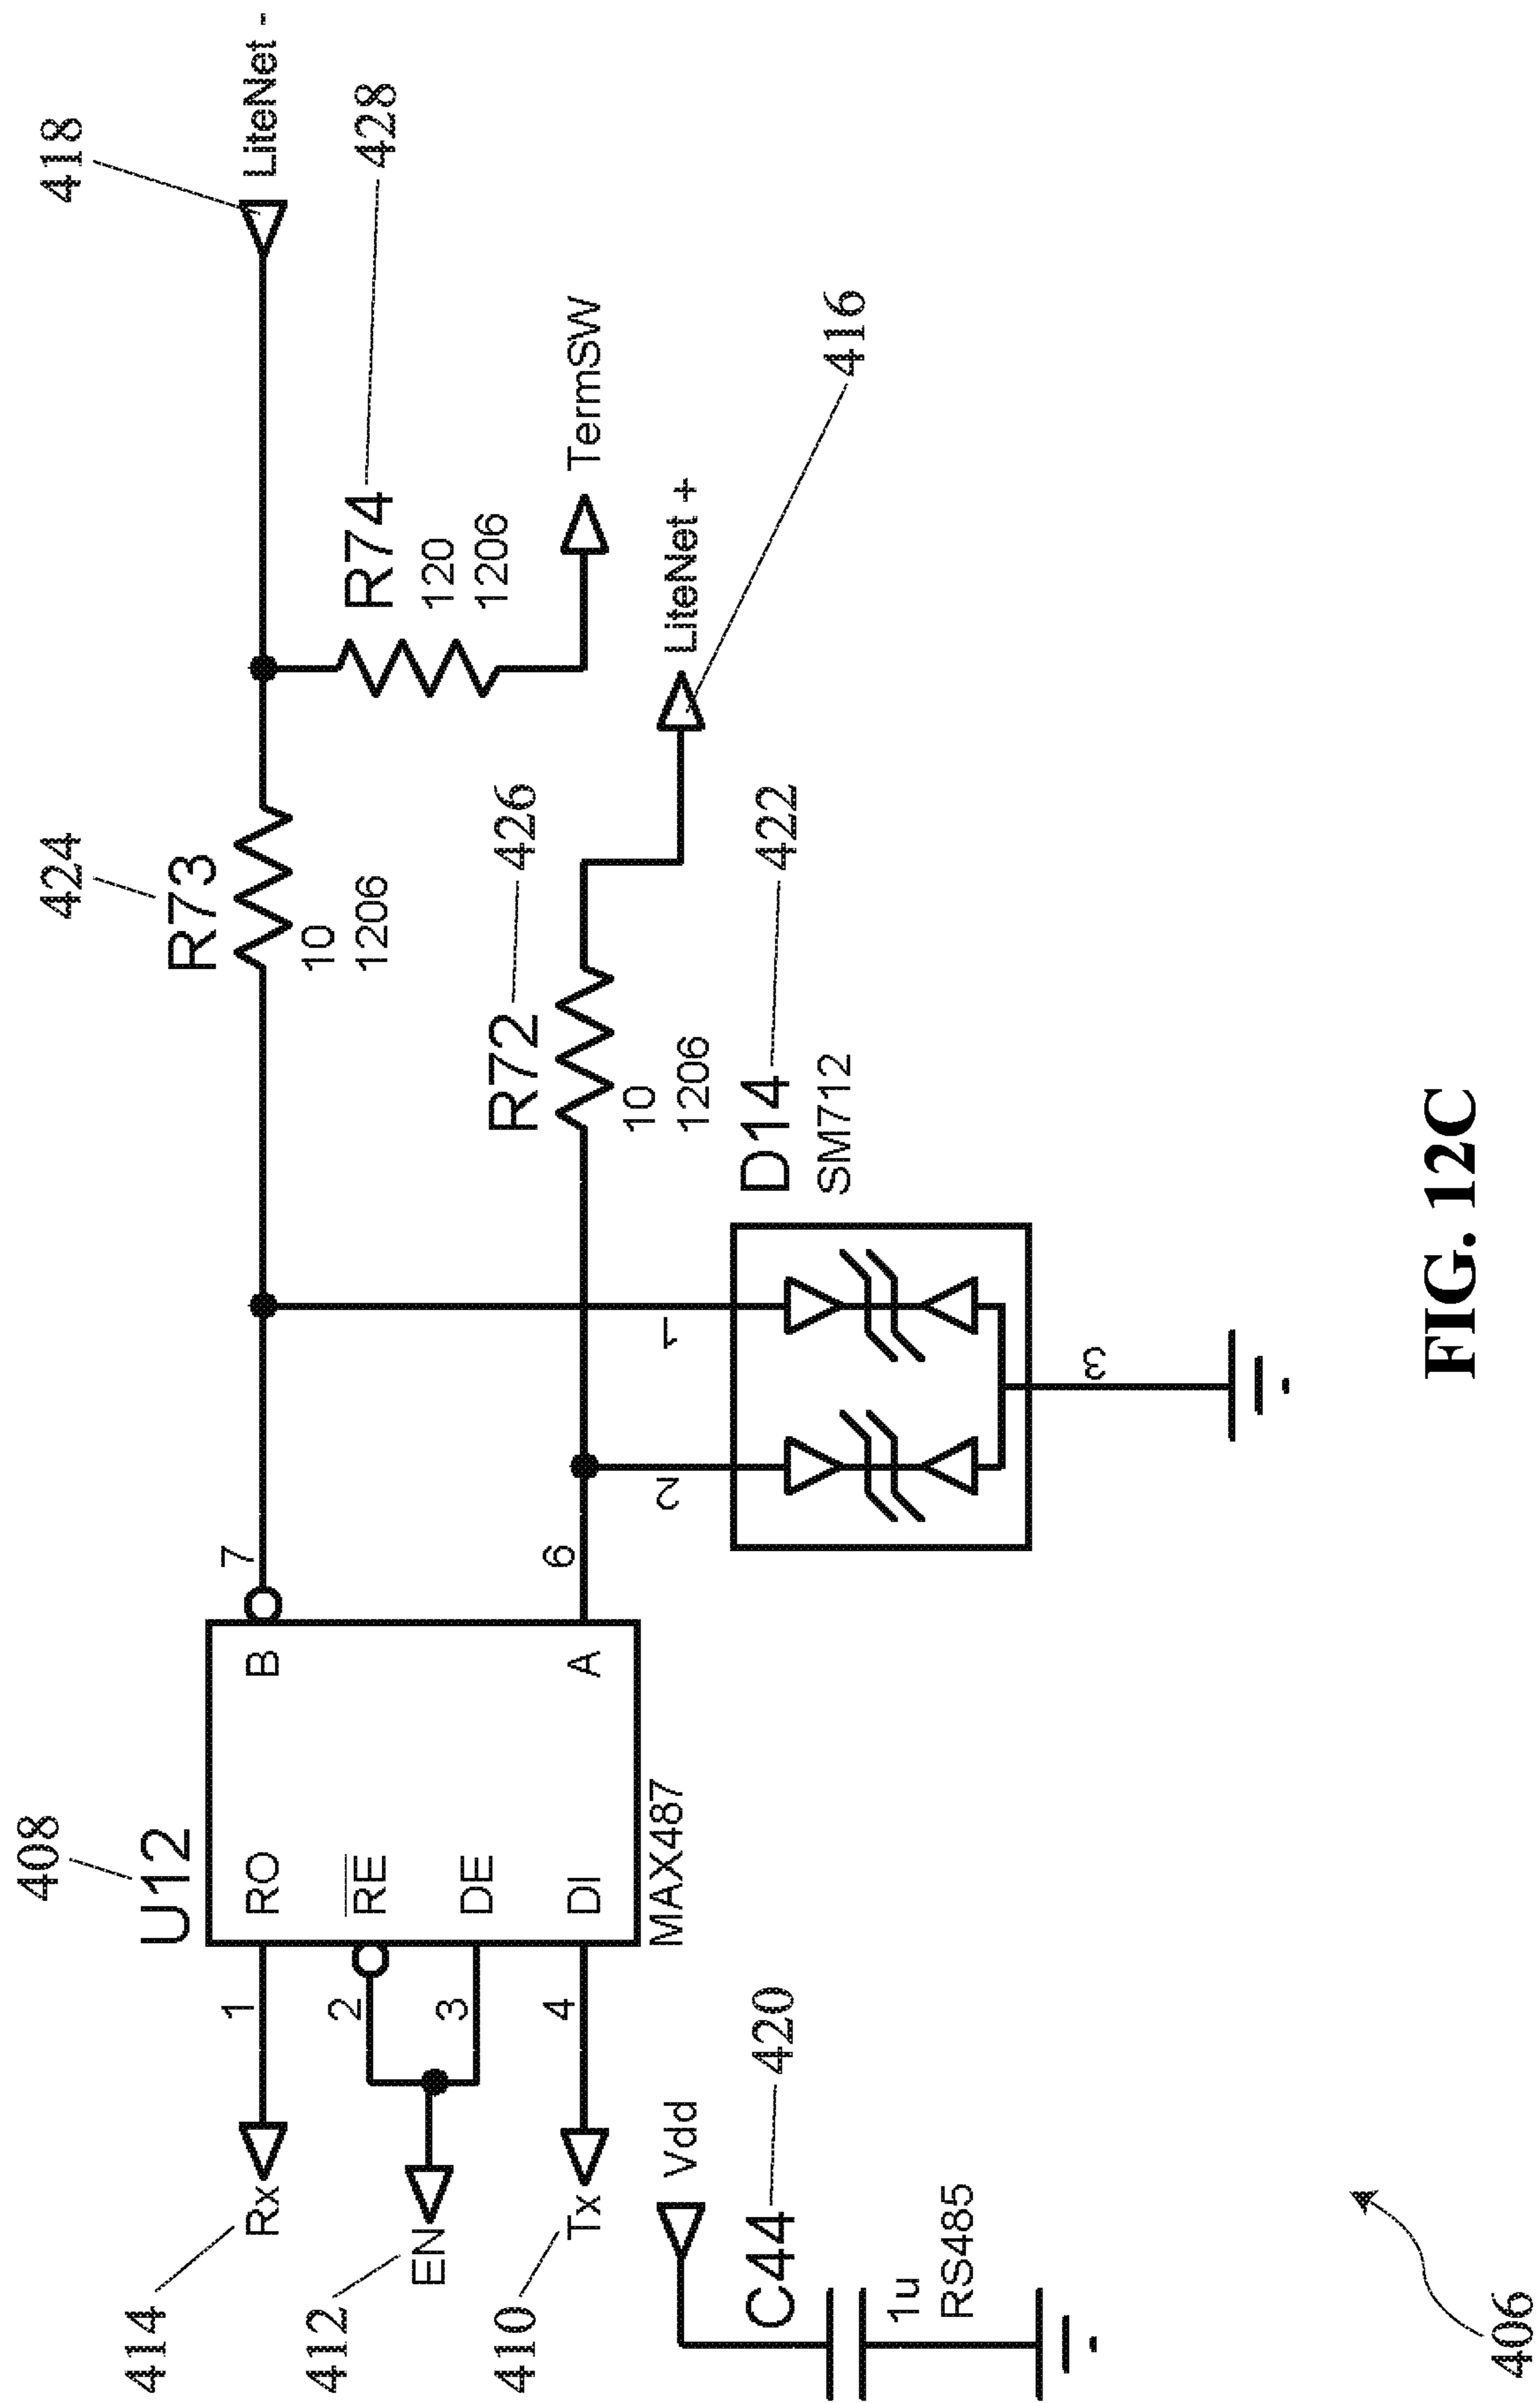 418
LiteNet -
424
R73
10
1206
R74
428
120
1206
TermSW
408
U12
RO
RE
DE
DI
B
A
MAX487
7
6
1
2
3
4
414
Rx
412
EN
410
Tx
R72
426
10
1206
LiteNet +
416
D14
422
SM712
1
2
3
Vdd
C44
420
1u
RS485
406
FIG. 12C